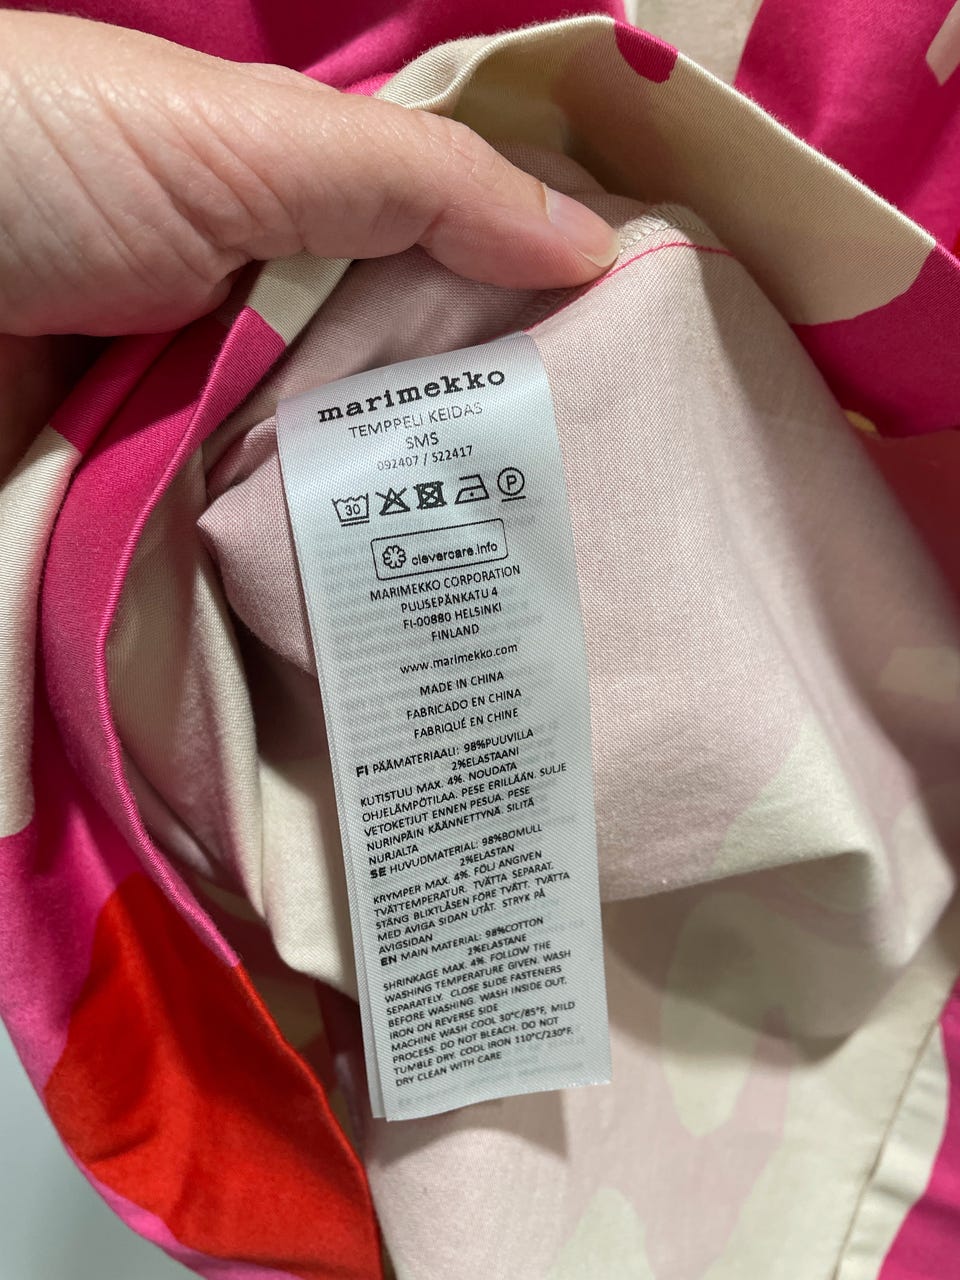 marimekko
TEMPPELI KEIDAS
SMS
092407 / 522417
30
P
clevercare.info
MARIMEKKO CORPORATION
PUUSEPÄNKATU 4
FI-00880 HELSINKI
FINLAND
www.marimekko.com
MADE IN CHINA
FABRICADO EN CHINA
FABRIQUÉ EN CHINE
FI PÄÄMATERIAALI: 98%PUUVILLA
2%ELASTAANI
KUTISTUU MAX. 4%. NOUDATA
OHJELÄMPÖTILAA. PESE ERILLÄÄN. SULJE
VETOKETJUT ENNEN PESUA. PESE
NURINPÄIN KÄÄNNETTYNÄ. SILITÄ
NURJALTA
SE HUVUDMATERIAL: 98%BOMULL
2%ELASTAN
KRYMPER MAX. 4%. FÖLJ ANGIVEN
TVÄTTEMPERATUR. TVÄTTA SEPARAT.
STÄNG BLIXTLÅSEN FÖRE TVÄTT. TVÄTTA
MED AVIGA SIDAN UTÅT. STRYK PÅ
AVIGSIDAN
EN MAIN MATERIAL: 98%COTTON
2%ELASTANE
SHRINKAGE MAX. 4%. FOLLOW THE
WASHING TEMPERATURE GIVEN. WASH
SEPARATELY. CLOSE SLIDE FASTENERS
BEFORE WASHING. WASH INSIDE OUT.
IRON ON REVERSE SIDE
MACHINE WASH COOL 30°C/85°F, MILD
PROCESS. DO NOT BLEACH. DO NOT
TUMBLE DRY. COOL IRON 110°C/230°F.
DRY CLEAN WITH CARE